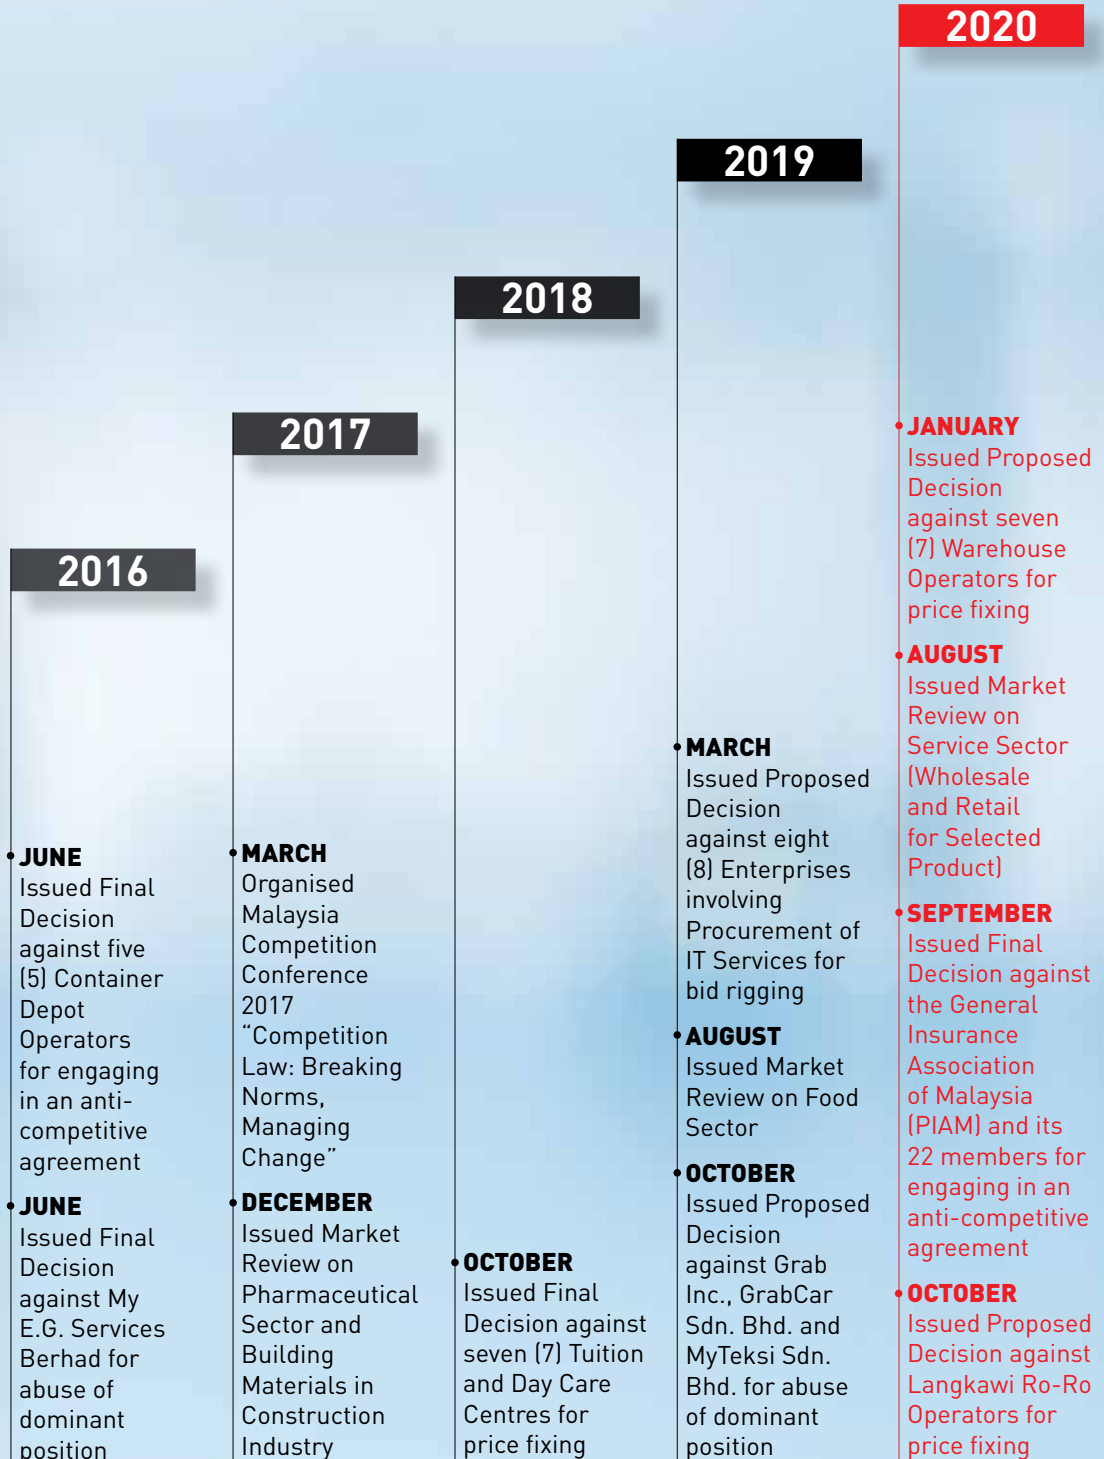 2016
JUNE
Issued Final
Decision
against five
(5) Container
Depot
Operators
for engaging
in an anti-
competitive
agreement
JUNE
Issued Final
Decision
against My
E.G. Services
Berhad for
abuse of
dominant
position
2017
MARCH
Organised
Malaysia
Competition
Conference
2017
“Competition
Law: Breaking
Norms,
Managing
Change”
DECEMBER
Issued Market
Review on
Pharmaceutical
Sector and
Building
Materials in
Construction
Industry
2018
OCTOBER
Issued Final
Decision against
seven (7) Tuition
and Day Care
Centres for
price fixing
2019
MARCH
Issued Proposed
Decision
against eight
(8) Enterprises
involving
Procurement of
IT Services for
bid rigging
AUGUST
Issued Market
Review on Food
Sector
OCTOBER
Issued Proposed
Decision
against Grab
Inc., GrabCar
Sdn. Bhd. and
MyTeksi Sdn.
Bhd. for abuse
of dominant
position
2020
JANUARY
Issued Proposed
Decision
against seven
(7) Warehouse
Operators for
price fixing
AUGUST
Issued Market
Review on
Service Sector
(Wholesale
and Retail
for Selected
Product)
SEPTEMBER
Issued Final
Decision against
the General
Insurance
Association
of Malaysia
(PIAM) and its
22 members for
engaging in an
anti-competitive
agreement
OCTOBER
Issued Proposed
Decision against
Langkawi Ro-Ro
Operators for
price fixing